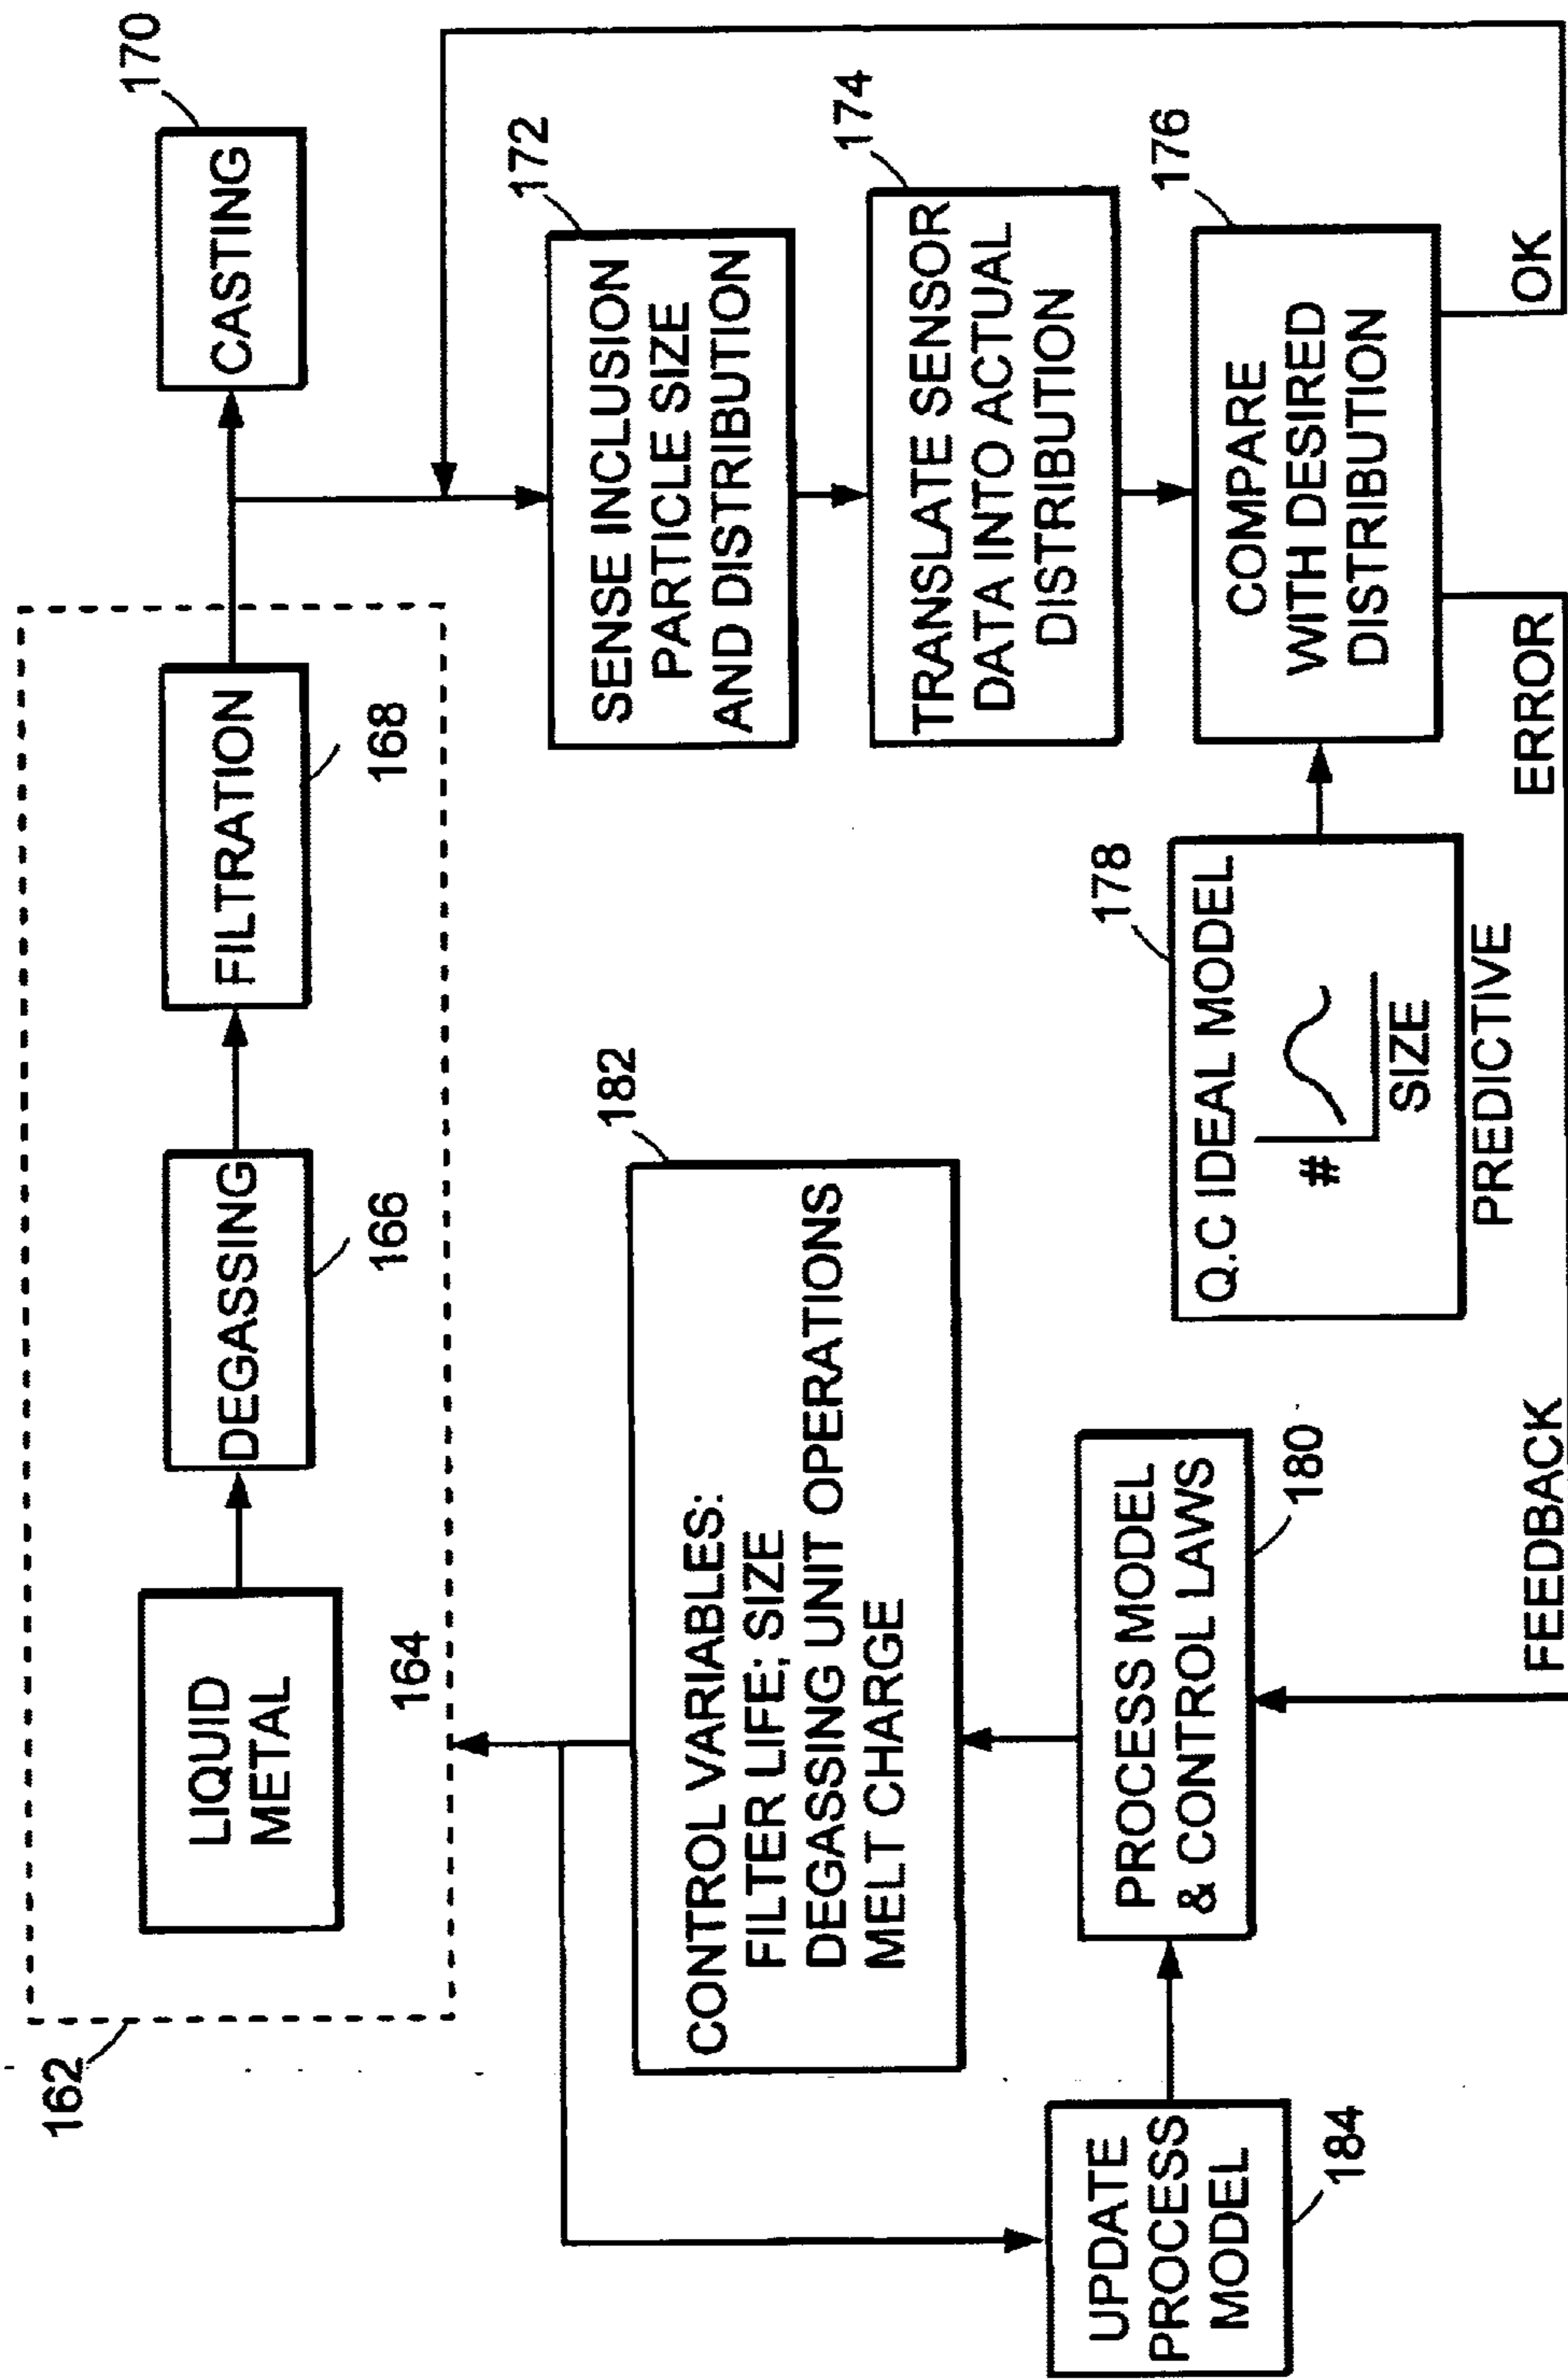 162
LIQUID
METAL
164
DEGASSING
166
FILTRATION
168
CASTING
170
SENSE INCLUSION
PARTICLE SIZE
AND DISTRIBUTION
172
TRANSLATE SENSOR
DATA INTO ACTUAL
DISTRIBUTION
174
COMPARE
WITH DESIRED
DISTRIBUTION
176
OK
ERROR
Q.C IDEAL MODEL
#
SIZE
PREDICTIVE
178
FEEDBACK
PROCESS MODEL
& CONTROL LAWS
180
CONTROL VARIABLES:
FILTER LIFE; SIZE
DEGASSING UNIT OPERATIONS
MELT CHARGE
182
UPDATE
PROCESS
MODEL
184